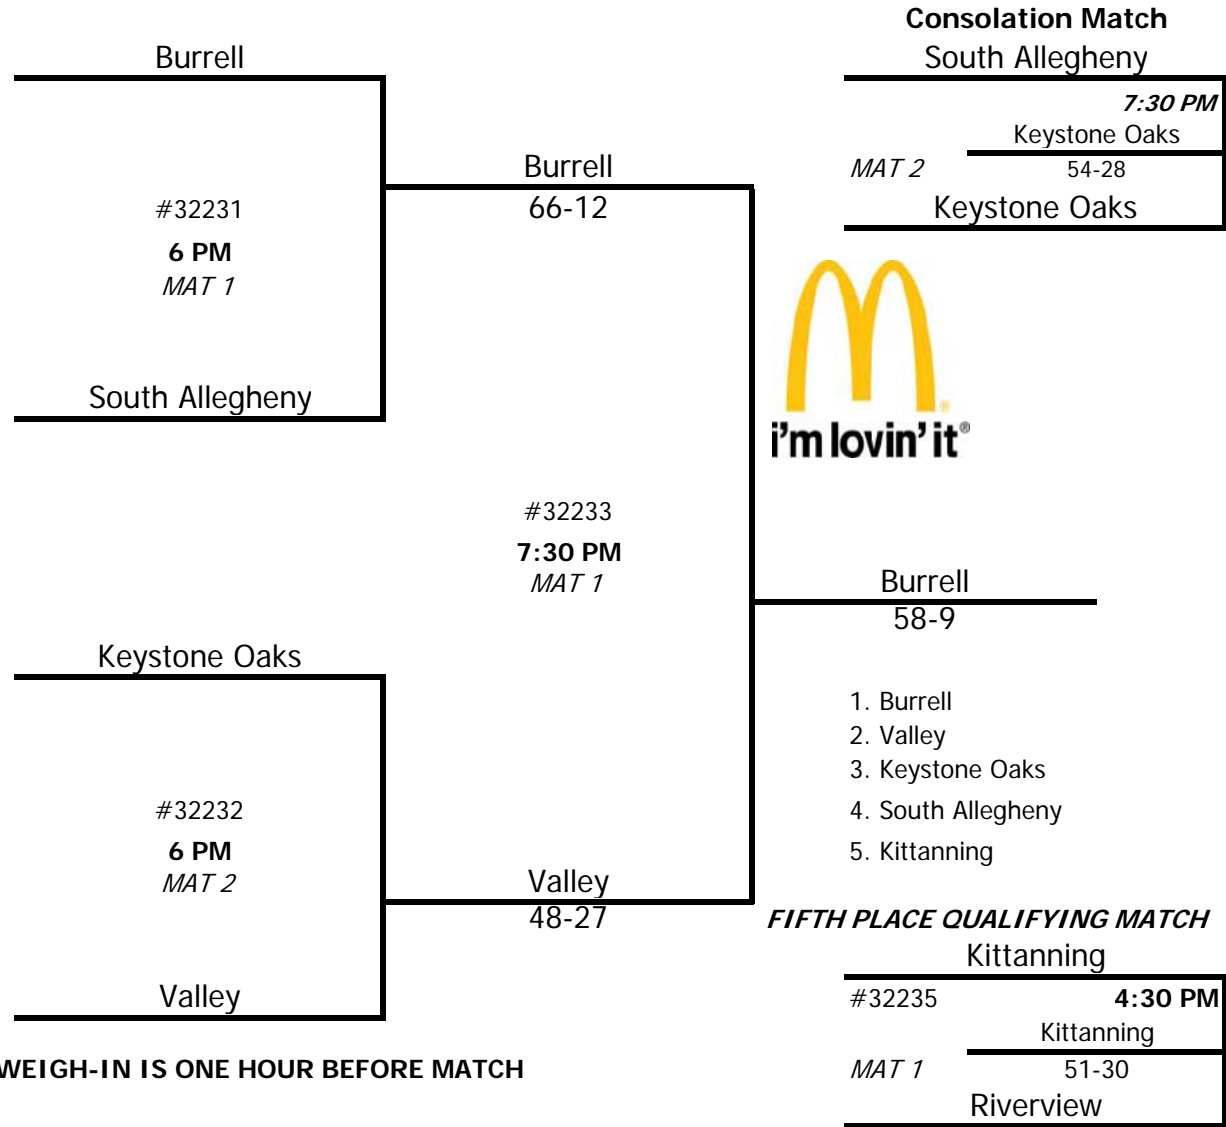 Consolation Match
Burrell
South Allegheny
7:30 PM
Keystone Oaks
Burrell
MAT 2
54-28
#32231
66-12
Keystone Oaks
6 PM
MAT 1
South Allegheny
i'm lovin' it®
#32233
7:30 PM
MAT 1
Burrell
58-9
Keystone Oaks
1. Burrell
2. Valley
3. Keystone Oaks
#32232
4. South Allegheny
6 PM
5. Kittanning
MAT 2
Valley
48-27
FIFTH PLACE QUALIFYING MATCH
Kittanning
Valley
#32235
4:30 PM
Kittanning
WEIGH-IN IS ONE HOUR BEFORE MATCH
MAT 1
51-30
Riverview